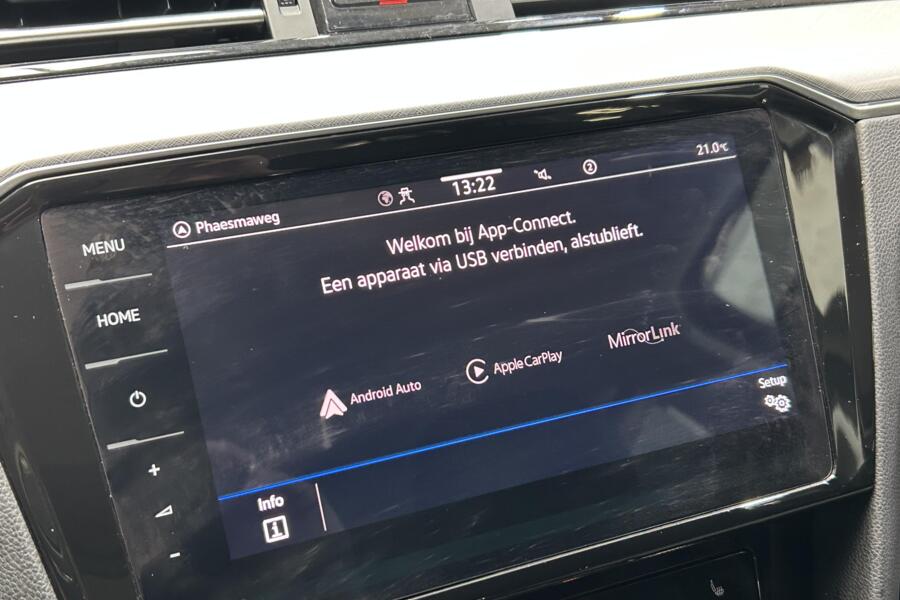 Phaesmaweg
13:22
2
21.0°C
MENU
HOME
+
-
Welkom bij App-Connect.
Een apparaat via USB verbinden, alstublieft.
Android Auto
Apple CarPlay
MirrorLink
Setup
Info
i